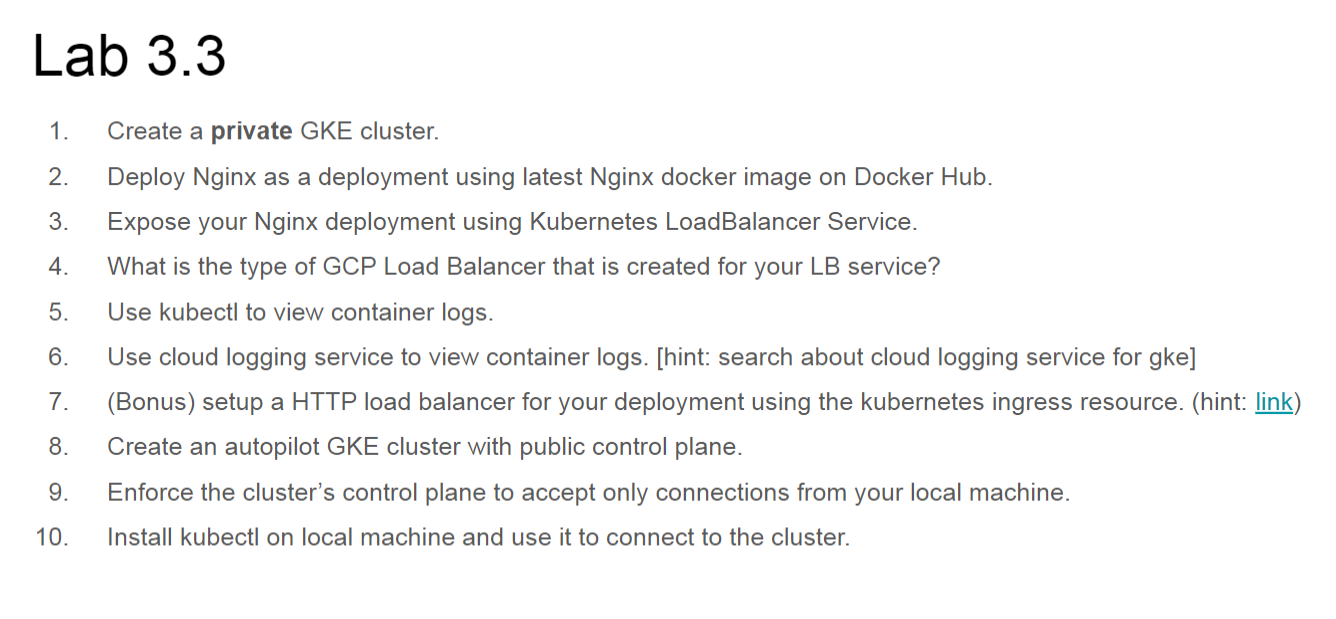 Lab 3.3
1. Create a private GKE cluster.
2. Deploy Nginx as a deployment using latest Nginx docker image on Docker Hub.
3. Expose your Nginx deployment using Kubernetes LoadBalancer Service.
4. What is the type of GCP Load Balancer that is created for your LB service?
5. Use kubectl to view container logs.
6. Use cloud logging service to view container logs. [hint: search about cloud logging service for gke]
7. (Bonus) setup a HTTP load balancer for your deployment using the kubernetes ingress resource. (hint: link)
8. Create an autopilot GKE cluster with public control plane.
9. Enforce the cluster’s control plane to accept only connections from your local machine.
10. Install kubectl on local machine and use it to connect to the cluster.